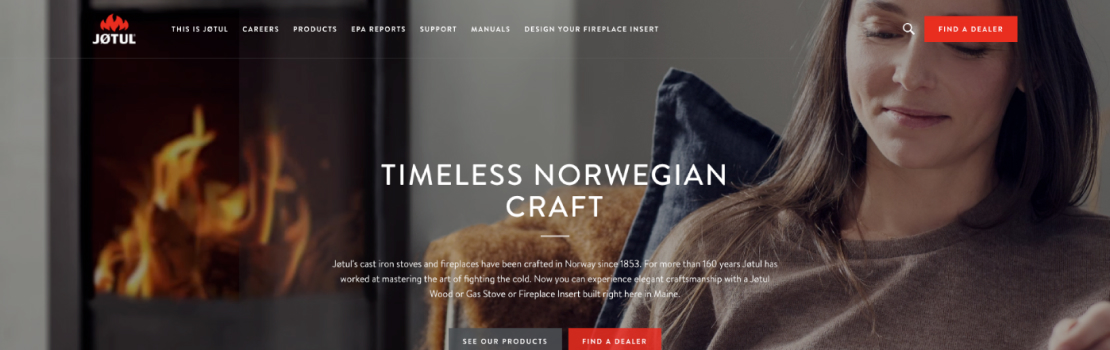 JØTUL
THIS IS JØTUL CAREERS PRODUCTS EPA REPORTS SUPPORT MANUALS DESIGN YOUR FIREPLACE INSERT
FIND A DEALER
TIMELESS NORWEGIAN
CRAFT
Jøtul's cast iron stoves and fireplaces have been crafted in Norway since 1853. For more than 160 years Jøtul has
worked at mastering the art of fighting the cold. Now you can experience elegant craftsmanship with a Jøtul
Wood or Gas Stove or Fireplace Insert built right here in Maine.
SEE OUR PRODUCTS FIND A DEALER